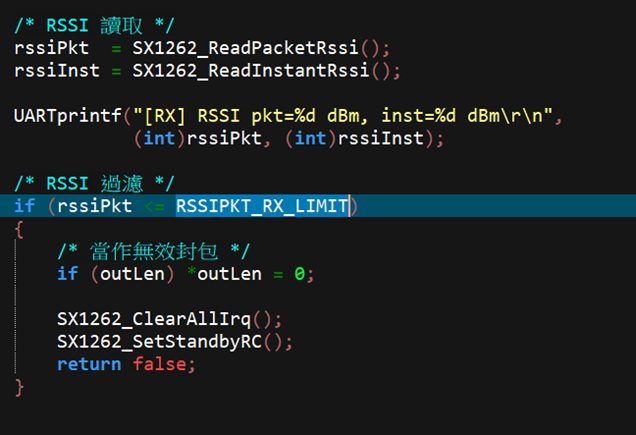 /* RSSI 讀取 */
rssiPkt  = SX1262_ReadPacketRssi();
rssiInst = SX1262_ReadInstantRssi();
UARTprintf("[RX] RSSI pkt=%d dBm, inst=%d dBm\r\n",
(int)rssiPkt, (int)rssiInst);
/* RSSI 過濾 */
if (rssiPkt <= RSSIPKT_RX_LIMIT)
{
/* 當作無效封包 */
if (outLen) *outLen = 0;
SX1262_ClearAllIrq();
SX1262_SetStandbyRC();
return false;
}